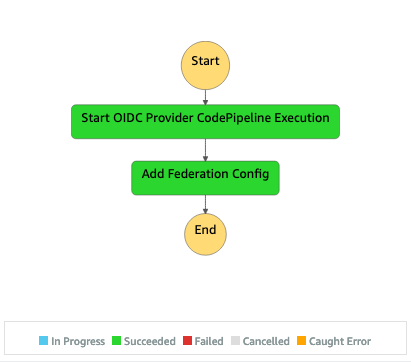 Start
Start OIDC Provider CodePipeline Execution
Add Federation Config
End
In Progress Succeeded Failed Cancelled Caught Error